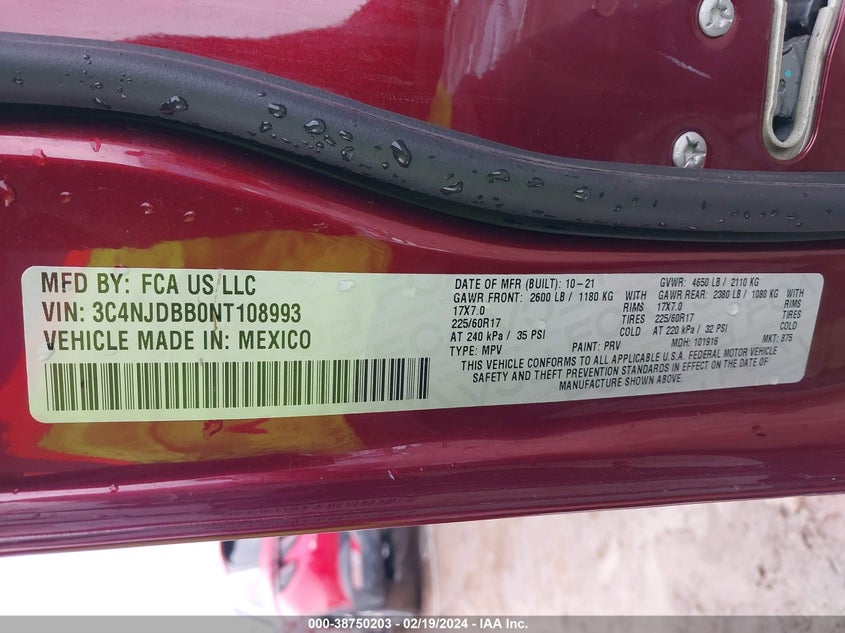 MFD BY: FCA US LLC
VIN: 3C4NJDBB0NT108993
VEHICLE MADE IN: MEXICO
DATE OF MFR (BUILT): 10-21 GVWR: 4650 LB / 2110 KG
GAWR FRONT: 2600 LB / 1180 KG WITH GAWR REAR: 2380 LB / 1080 KG WITH
17X7.0 RIMS 17X7.0 RIMS
225/60R17 TIRES 225/60R17 TIRES
AT 240 kPa / 35 PSI COLD AT 220 kPa / 32 PSI COLD
TYPE: MPV PAINT: PRV MDH: 101916 MKT: 875
THIS VEHICLE CONFORMS TO ALL APPLICABLE U.S.A. FEDERAL MOTOR VEHICLE
SAFETY AND THEFT PREVENTION STANDARDS IN EFFECT ON THE DATE OF
MANUFACTURE SHOWN ABOVE.
000-38750203 - 02/19/2024 - IAA Inc.